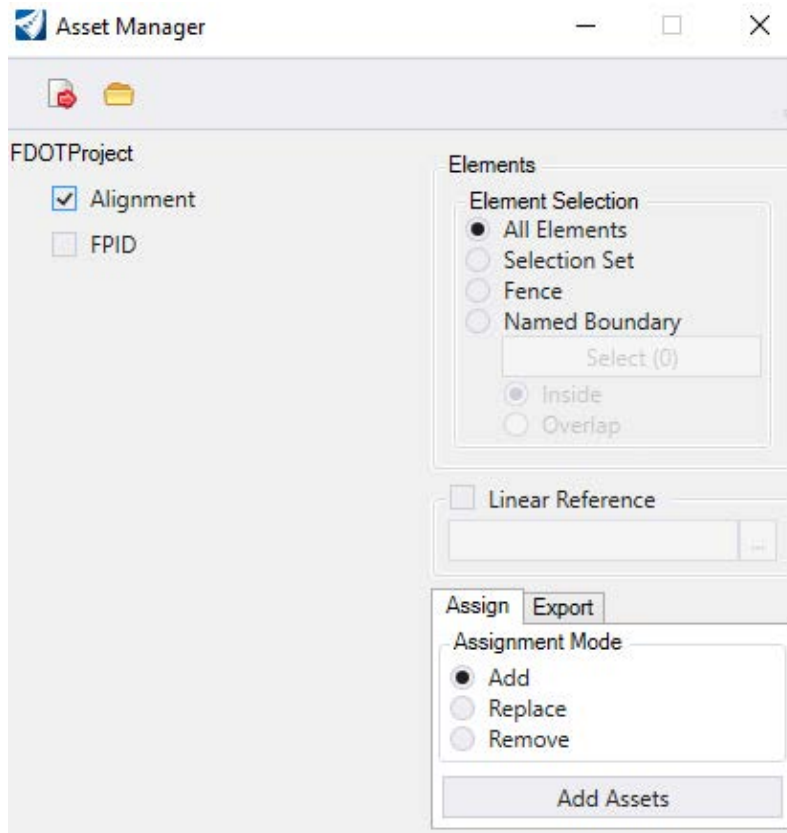 Asset Manager
FDOTProject
Alignment
FPID
Elements
Element Selection
All Elements
Selection Set
Fence
Named Boundary
Select (0)
Inside
Overlap
Linear Reference
...
Assign
Export
Assignment Mode
Add
Replace
Remove
Add Assets